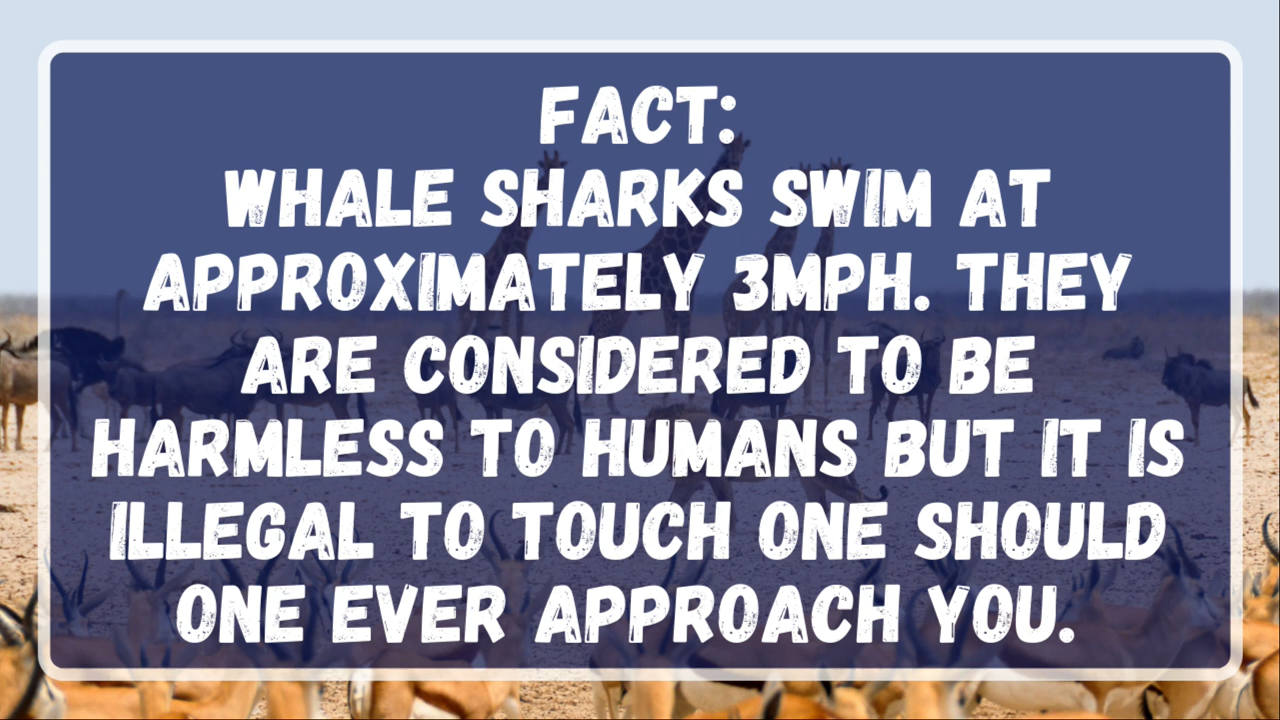 FACT:
WHALE SHARKS SWIM AT
APPROXIMATELY 3MPH. THEY
ARE CONSIDERED TO BE
HARMLESS TO HUMANS BUT IT IS
ILLEGAL TO TOUCH ONE SHOULD
ONE EVER APPROACH YOU.